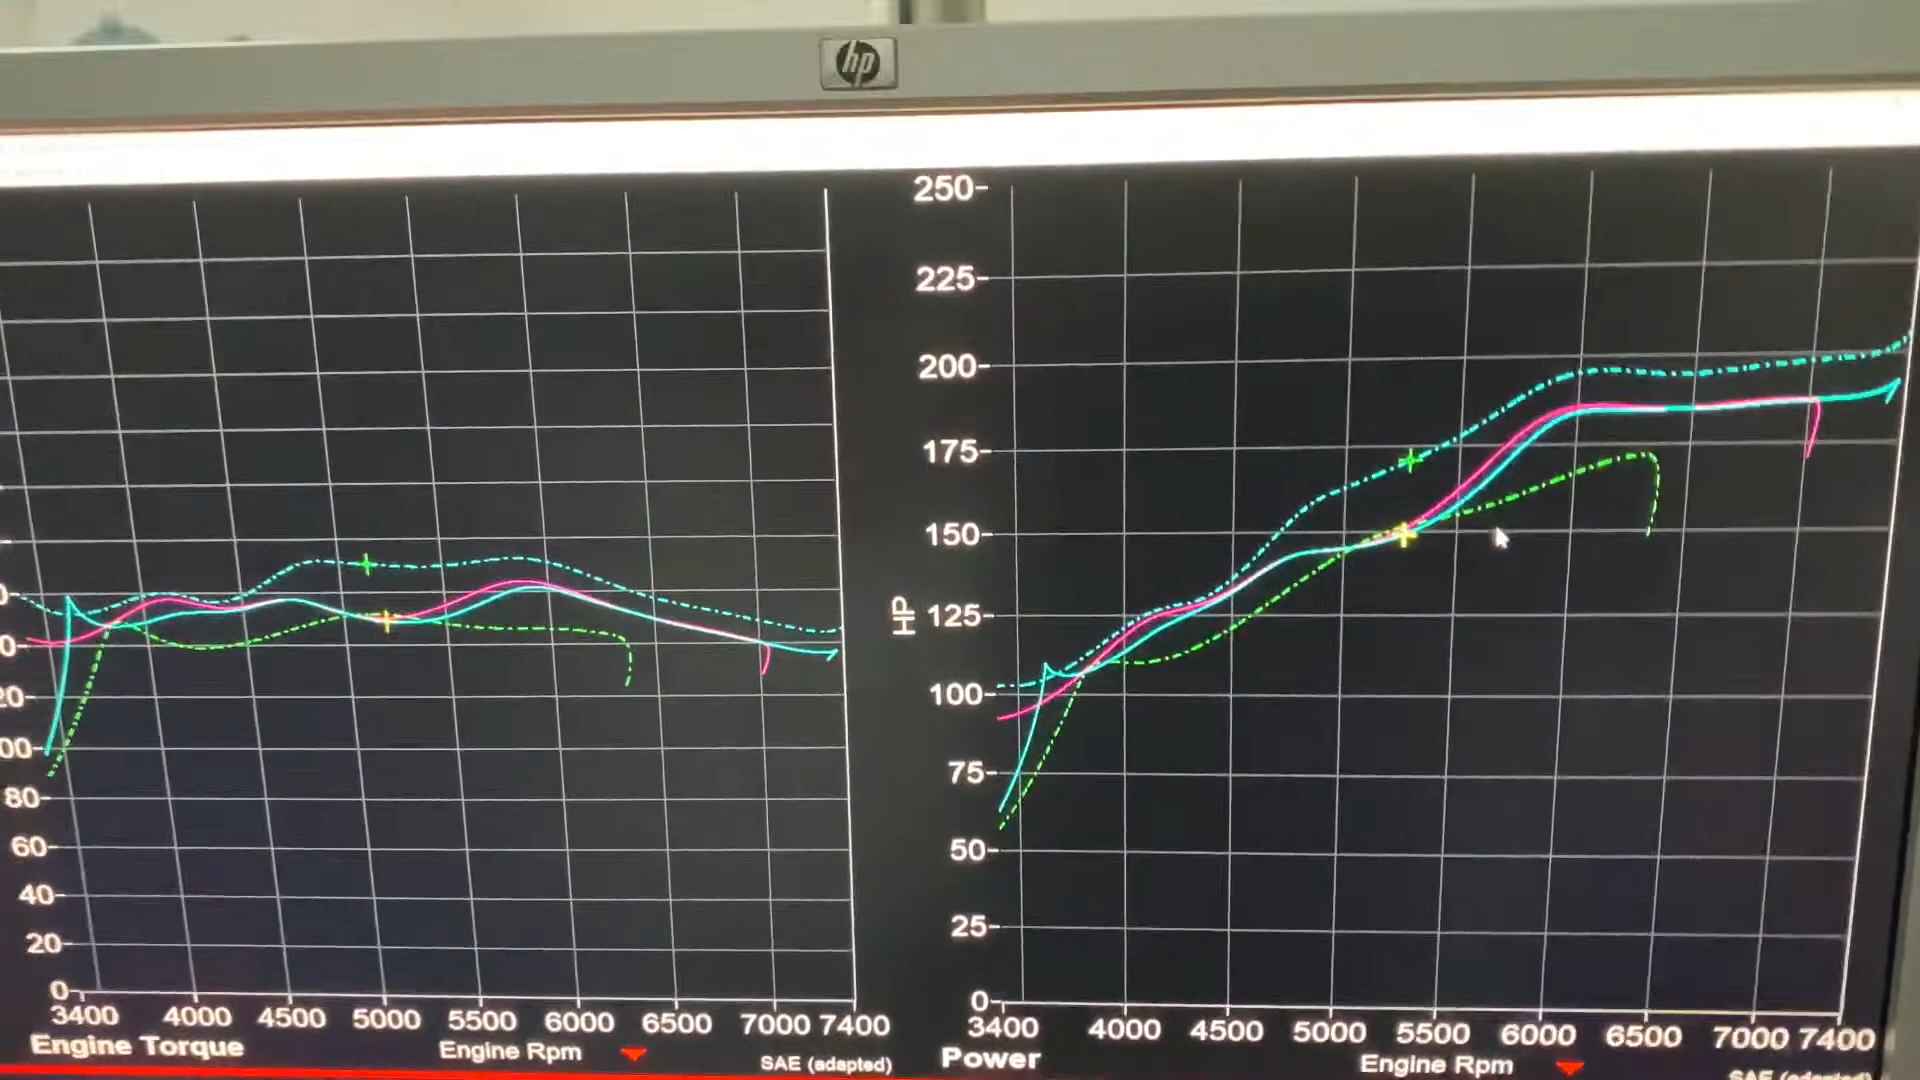 hp
80-
60-
40-
20-
0-
3400 4000 4500 5000 5500 6000 6500 7000 7400
Engine Torque
Engine Rpm
SAE (adapted)
250-
225-
200-
175-
150-
HP 125-
100-
75-
50-
25-
0-
3400 4000 4500 5000 5500 6000 6500 7000 7400
Power
Engine Rpm